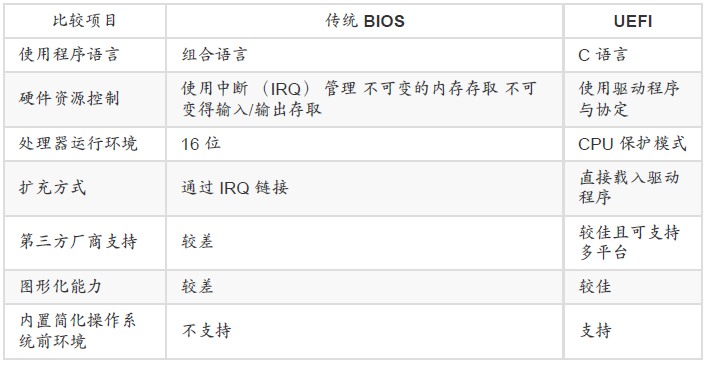 比较项目 传统 BIOS UEFI
使用程序语言 组合语言 C 语言
硬件资源控制 使用中断 （IRQ） 管理 不可变的内存存取 不可
变得输入/输出存取 使用驱动程序
与协定
处理器运行环境 16 位 CPU 保护模式
扩充方式 通过 IRQ 链接 直接载入驱动
程序
第三方厂商支持 较差 较佳且可支持
多平台
图形化能力 较差 较佳
内置简化操作系
统前环境 不支持 支持